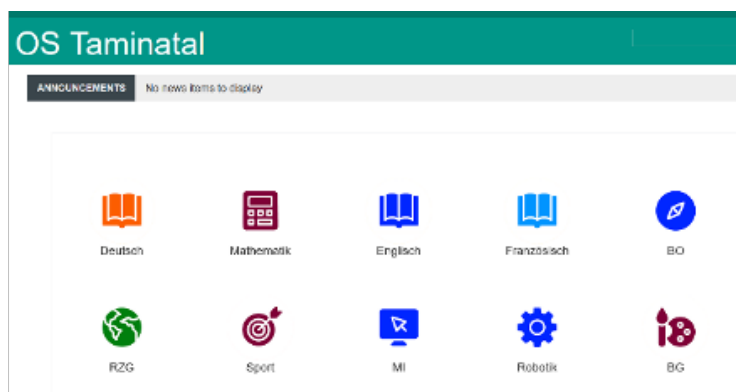 OS Taminatal
ANNOUNCEMENTS No news items to display
Deutsch Mathematik Englisch Französisch BO
RZG Sport MI Robotik BG